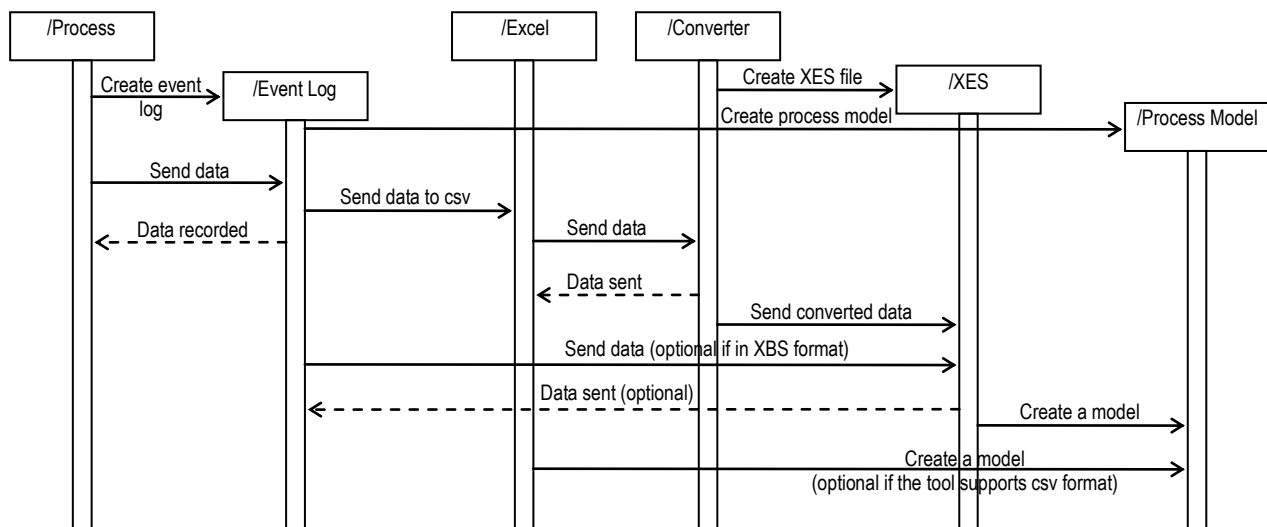 /Process
/Excel
/Converter
Create event
log
/Event Log
Create XES file
/XES
Create process model
/Process Model
Send data
Send data to csv
Data recorded
Send data
Data sent
Send converted data
Send data (optional if in XBS format)
Data sent (optional)
Create a model
Create a model
(optional if the tool supports csv format)